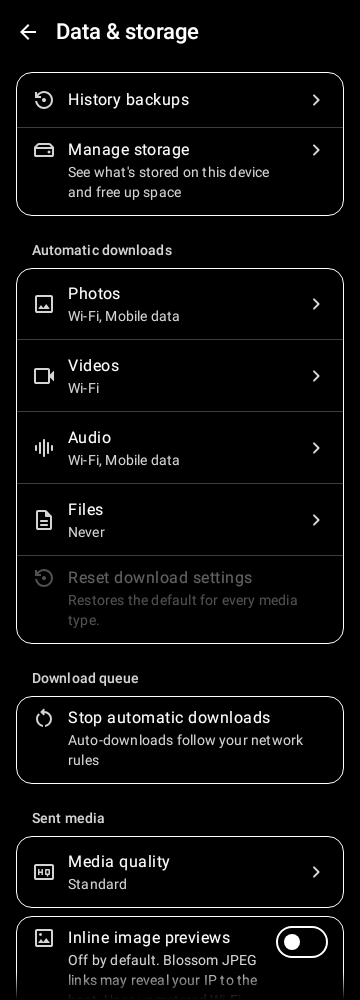 Data & storage
History backups
Manage storage
See what's stored on this device
and free up space
Automatic downloads
Photos
Wi-Fi, Mobile data
Videos
Wi-Fi
Audio
Wi-Fi, Mobile data
Files
Never
Reset download settings
Restores the default for every media
type.
Download queue
Stop automatic downloads
Auto-downloads follow your network
rules
Sent media
HQ
Media quality
Standard
Inline image previews
Off by default. Blossom JPEG
links may reveal your IP to the